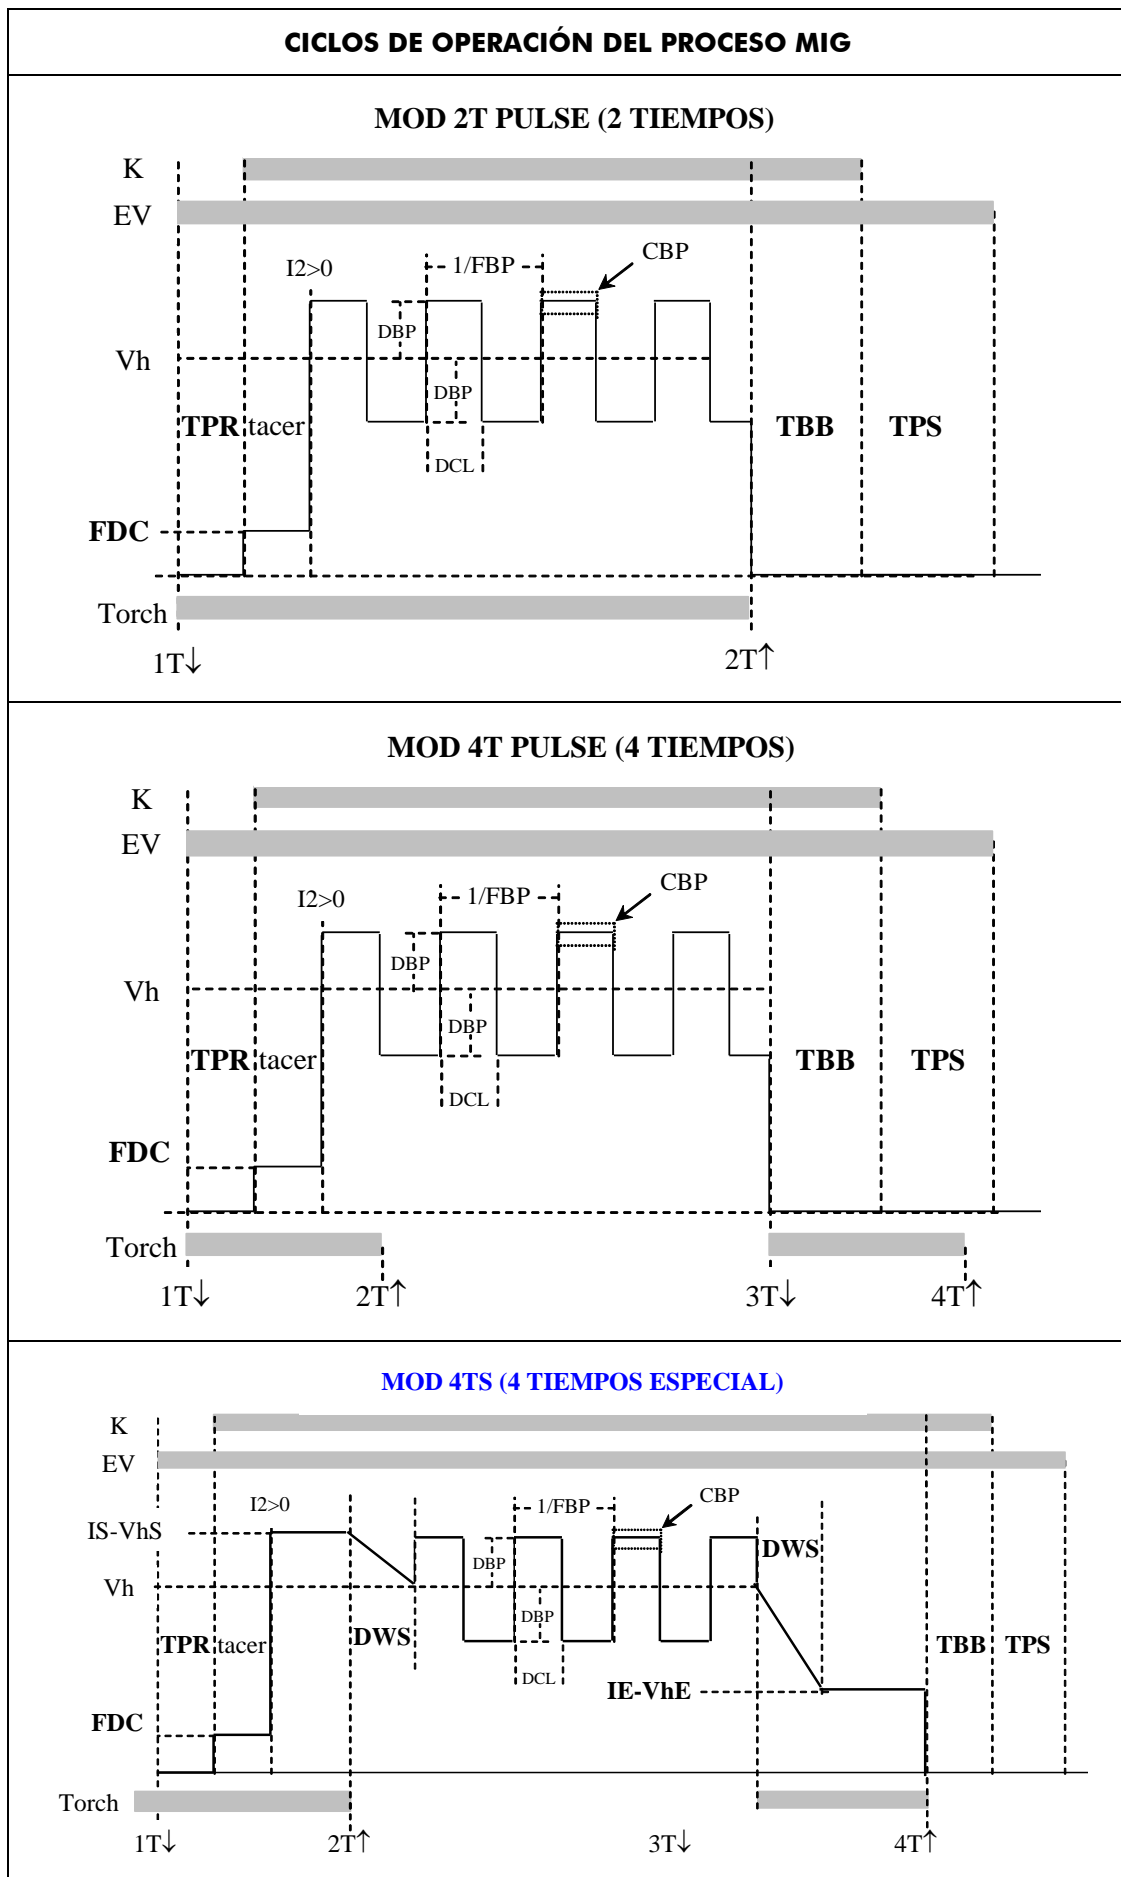 CICLOS DE OPERACIÓN DEL PROCESO MIG
MOD 2T PULSE (2 TIEMPOS)
K
EV
I2>0
1/FBP
CBP
DBP
Vh
DBP
TPR tacer
TBB
TPS
DCL
FDC
Torch
1T↓
2T↑
MOD 4T PULSE (4 TIEMPOS)
K
EV
I2>0
1/FBP
CBP
DBP
Vh
DBP
TPR tacer
TBB
TPS
DCL
FDC
Torch
1T↓
2T↑
3T↓
4T↑
MOD 4TS (4 TIEMPOS ESPECIAL)
K
EV
I2>0
1/FBP
CBP
IS-VhS
DWS
DBP
Vh
DBP
TPR tacer
DWS
TBB
TPS
DCL
IE-VhE
FDC
Torch
1T↓
2T↑
3T↓
4T↑